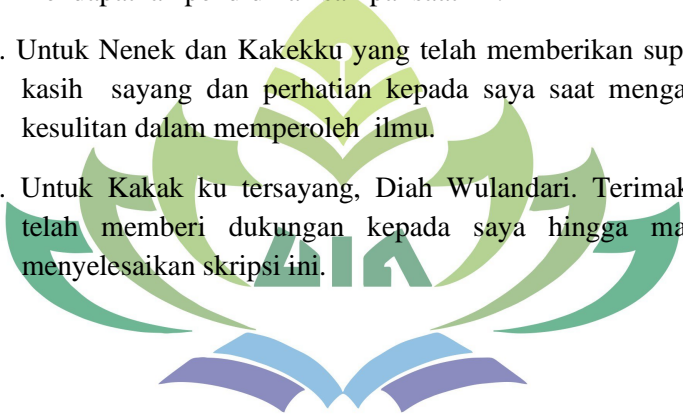 . Untuk Nenek dan Kakekku yang telah memberikan sup
kasih sayang dan perhatian kepada saya saat menga
kesulitan dalam memperoleh ilmu.
. Untuk Kakak ku tersayang, Diah Wulandari. Terimak
telah memberi dukungan kepada saya hingga ma
menyelesaikan skripsi ini.